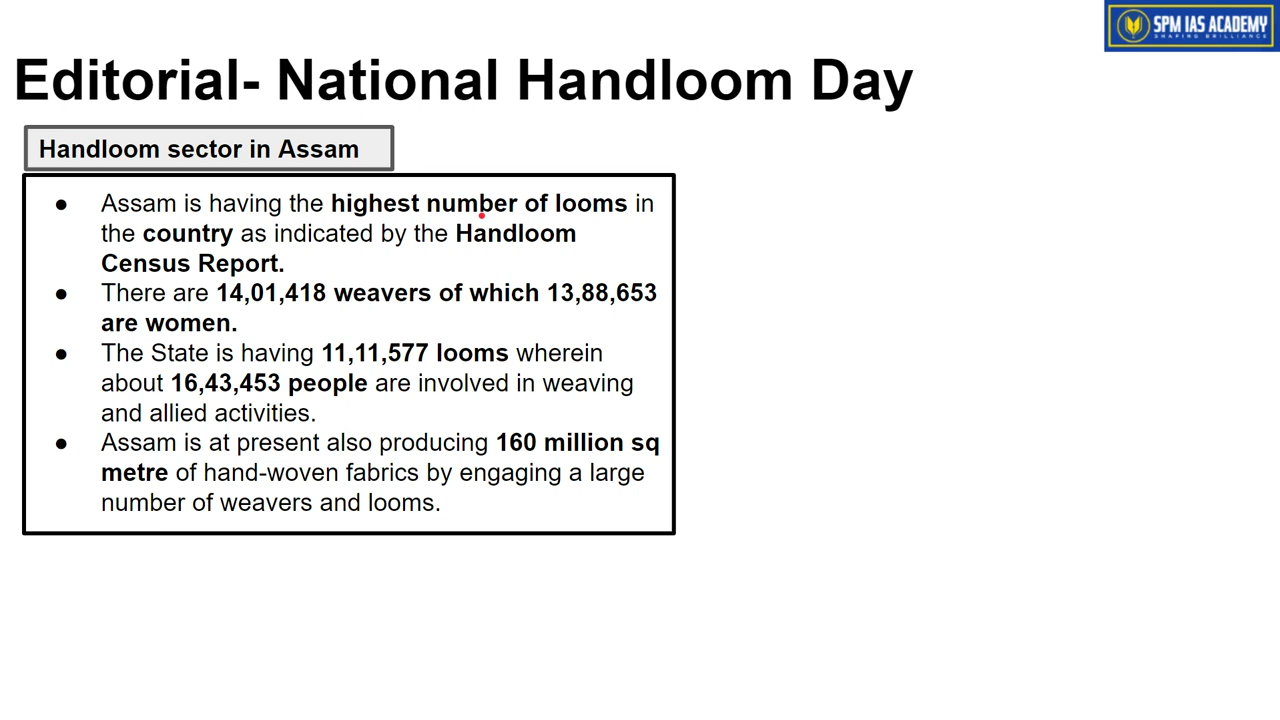 SPM IAS ACADEMY
SHAPING BRILLIANCE
Editorial- National Handloom Day
Handloom sector in Assam
● Assam is having the highest number of looms in
the country as indicated by the Handloom
Census Report.
● There are 14,01,418 weavers of which 13,88,653
are women.
● The State is having 11,11,577 looms wherein
about 16,43,453 people are involved in weaving
and allied activities.
● Assam is at present also producing 160 million sq
metre of hand-woven fabrics by engaging a large
number of weavers and looms.